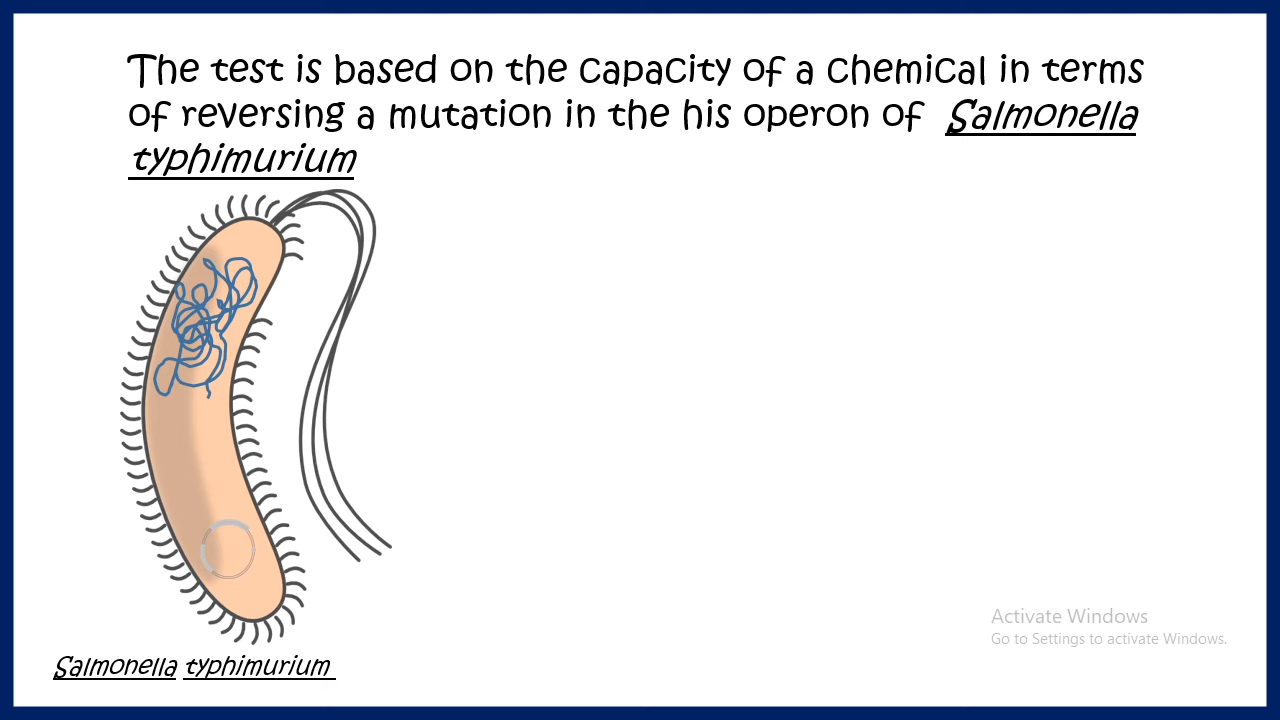 The test is based on the capacity of a chemical in terms
of reversing a mutation in the his operon of Salmonella
typhimurium
Activate Windows
Go to Settings to activate Windows.
Salmonella typhimurium